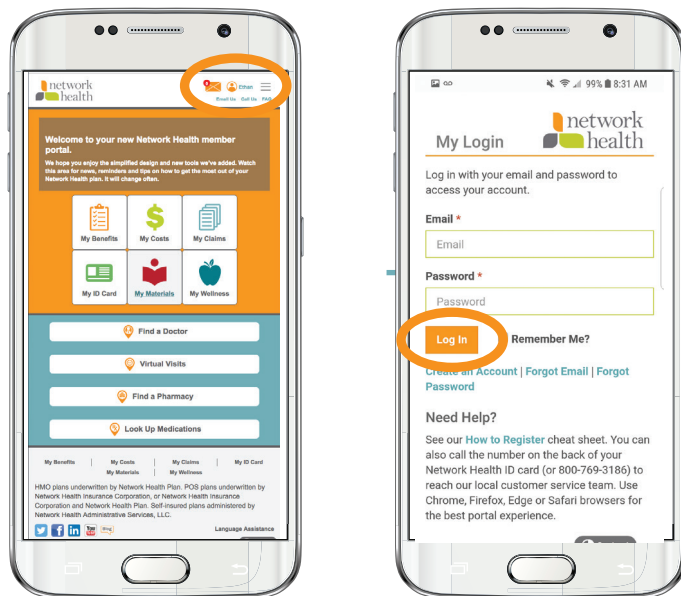 network
health
6
Ethan
Email Us Call Us FAQ
Welcome to your new Network Health member
portal.
We hope you enjoy the simplified design and new tools we've added. Watch
this area for news, reminders and tips on how to get the most out of your
Network Health plan. It will change often.
My Benefits My Costs My Claims
My ID Card My Materials My Wellness
Find a Doctor
Virtual Visits
Find a Pharmacy
Look Up Medications
My Benefits | My Costs | My Claims | My ID Card
My Materials | My Wellness
HMO plans underwritten by Network Health Plan. POS plans underwritten by
Network Health Insurance Corporation, or Network Health Insurance
Corporation and Network Health Plan. Self-insured plans administered by
Network Health Administrative Services, LLC.
f in You Tube Blog
Language Assistance
99% 8:31 AM
My Login
network
health
Log in with your email and password to
access your account.
Email *
Email
Password *
Password
Log In Remember Me?
Create an Account | Forgot Email | Forgot
Password
Need Help?
See our How to Register cheat sheet. You can
also call the number on the back of your
Network Health ID card (or 800-769-3186) to
reach our local customer service team. Use
Chrome, Firefox, Edge or Safari browsers for
the best portal experience.